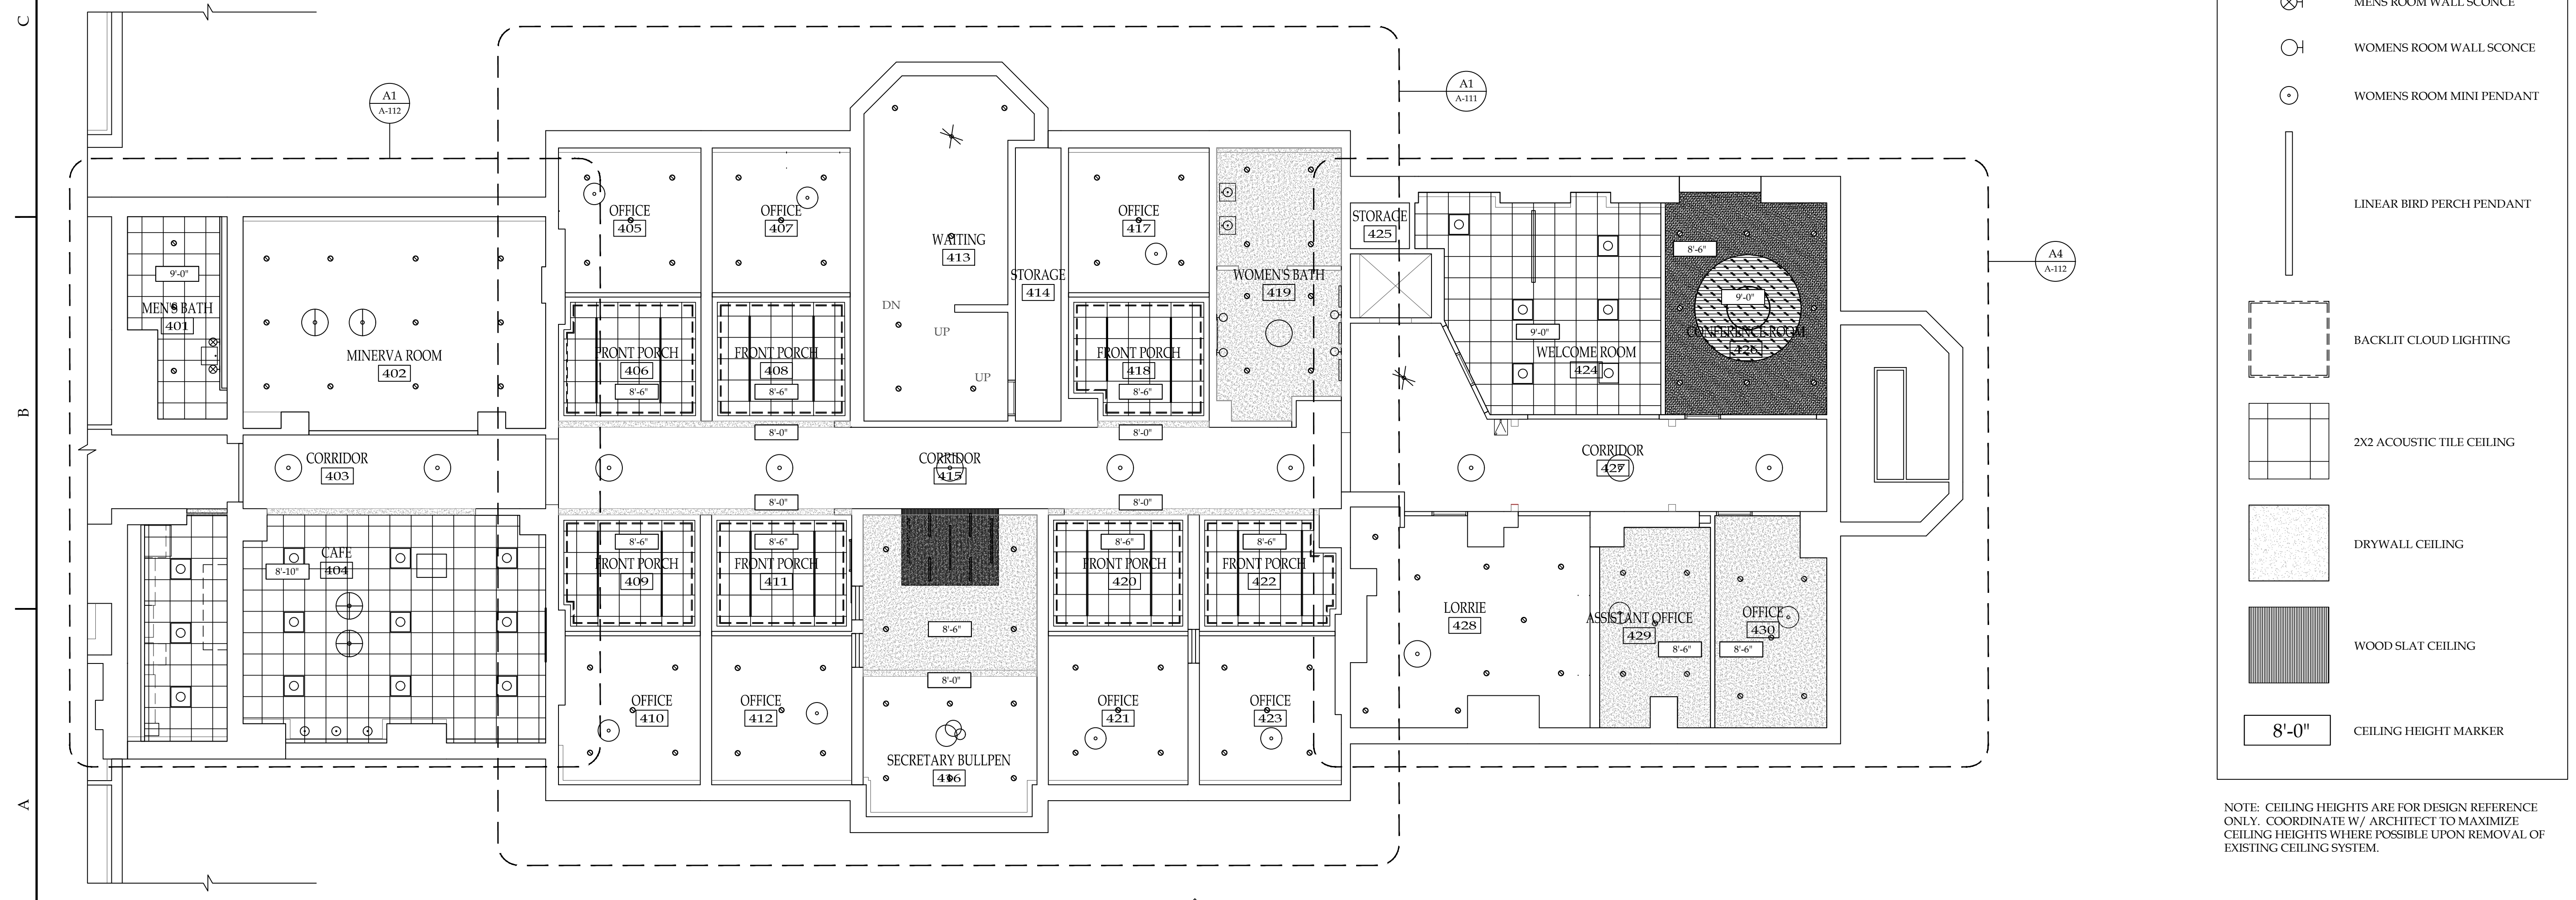 C
B
A
A1
A-112
A1
A-111
A4
A-112
9'-0"
MEN'S BATH
401
MINERVA ROOM
402
CORRIDOR
403
CAFE
404
8'-10"
OFFICE
405
FRONT PORCH
406
8'-6"
OFFICE
407
FRONT PORCH
408
8'-6"
WAITING
413
DN
UP
UP
STORAGE
414
OFFICE
417
FRONT PORCH
418
8'-6"
WOMEN'S BATH
419
8'-0"
8'-0"
CORRIDOR
415
8'-0"
8'-0"
8'-6"
FRONT PORCH
409
8'-6"
FRONT PORCH
411
8'-6"
FRONT PORCH
420
8'-6"
FRONT PORCH
422
OFFICE
410
OFFICE
412
8'-6"
8'-0"
SECRETARY BULLPEN
416
OFFICE
421
OFFICE
423
STORAGE
425
9'-0"
WELCOME ROOM
424
8'-6"
9'-0"
CONFERENCE ROOM
CORRIDOR
427
LORRIE
428
ASSISTANT OFFICE
429
8'-6"
OFFICE
430
8'-6"
MENS ROOM WALL SCONCE
WOMENS ROOM WALL SCONCE
WOMENS ROOM MINI PENDANT
LINEAR BIRD PERCH PENDANT
BACKLIT CLOUD LIGHTING
2X2 ACOUSTIC TILE CEILING
DRYWALL CEILING
WOOD SLAT CEILING
8'-0"
CEILING HEIGHT MARKER
NOTE: CEILING HEIGHTS ARE FOR DESIGN REFERENCE
ONLY. COORDINATE W/ ARCHITECT TO MAXIMIZE
CEILING HEIGHTS WHERE POSSIBLE UPON REMOVAL OF
EXISTING CEILING SYSTEM.